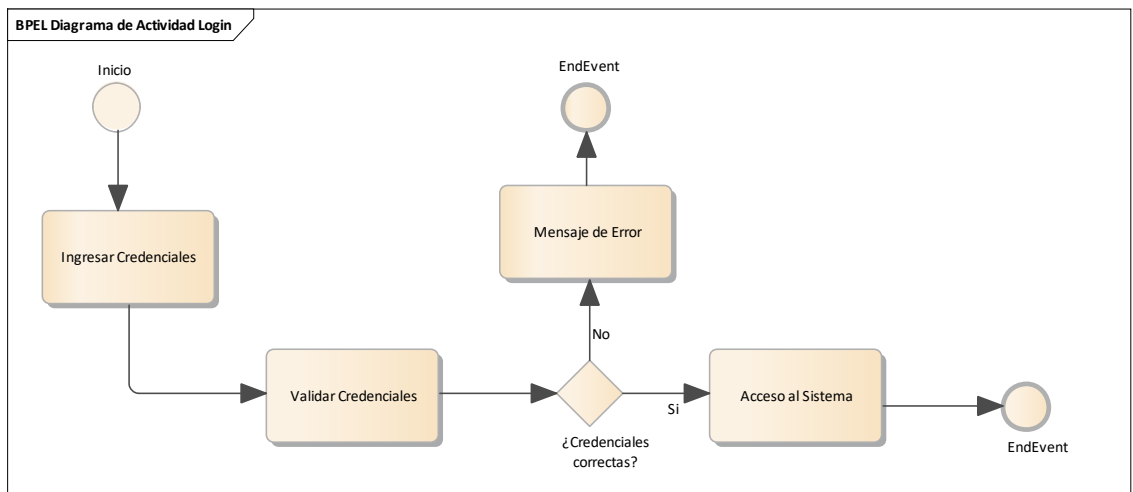 BPEL Diagrama de Actividad Login
Inicio
EndEvent
Ingresar Credenciales
Mensaje de Error
No
Validar Credenciales
¿Credenciales
correctas?
Si
Acceso al Sistema
EndEvent